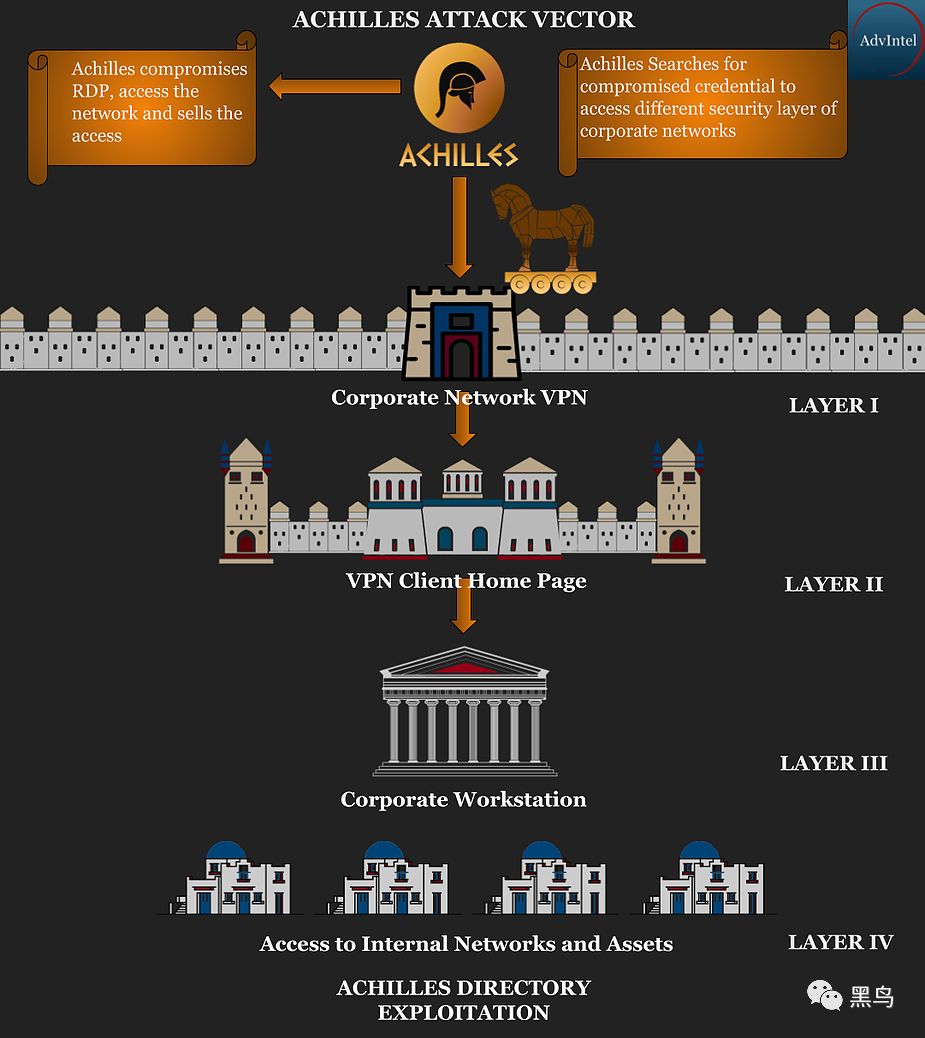 ACHILLES ATTACK VECTOR
AdvIntel
Achilles compromises
RDP, access the
network and sells the
access
ACHILLES
Achilles Searches for
compromised credential to
access different security layer of
corporate networks
Corporate Network VPN
LAYER I
VPN Client Home Page
LAYER II
LAYER III
Corporate Workstation
Access to Internal Networks and Assets
LAYER IV
ACHILLES DIRECTORY
EXPLOITATION
黑鸟